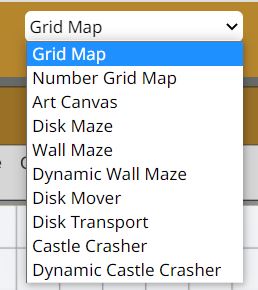 Grid Map
Grid Map
Number Grid Map
Art Canvas
Disk Maze
Wall Maze
Dynamic Wall Maze
Disk Mover
Disk Transport
Castle Crasher
Dynamic Castle Crasher